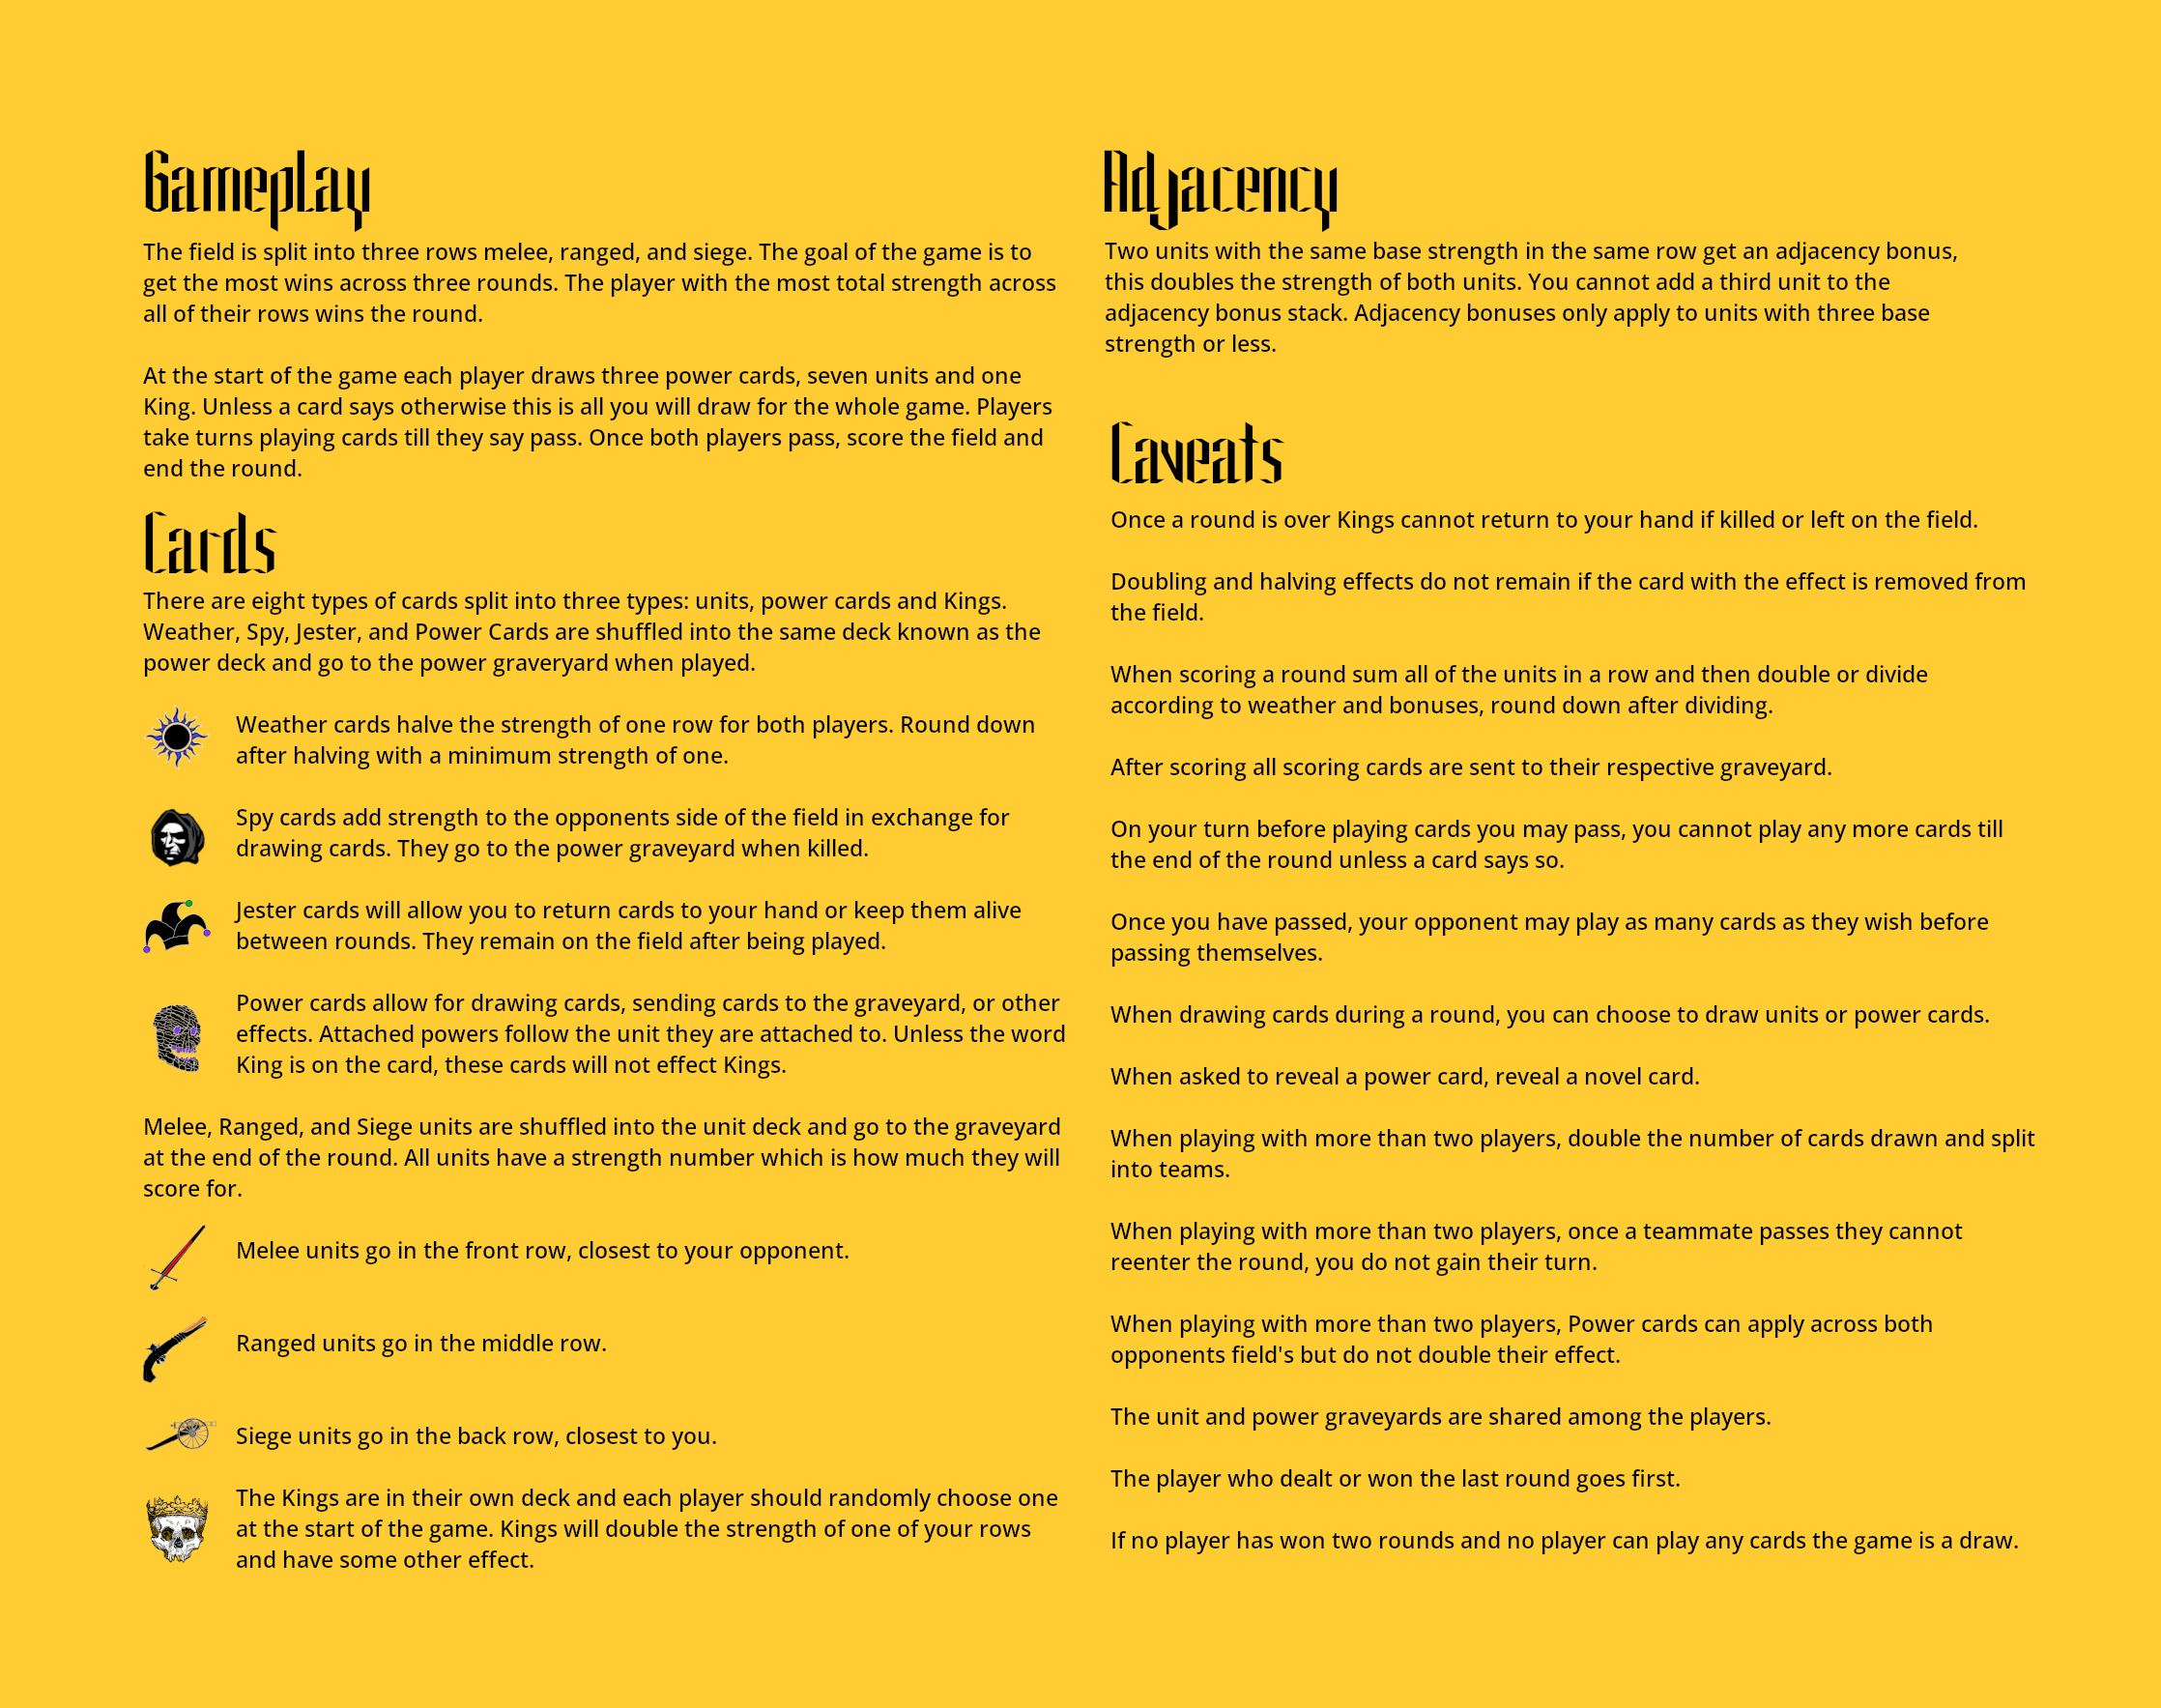 Gameplay
The field is split into three rows melee, ranged, and siege. The goal of the game is to
get the most wins across three rounds. The player with the most total strength across
all of their rows wins the round.
At the start of the game each player draws three power cards, seven units and one
King. Unless a card says otherwise this is all you will draw for the whole game. Players
take turns playing cards till they say pass. Once both players pass, score the field and
end the round.
Cards
There are eight types of cards split into three types: units, power cards and Kings.
Weather, Spy, Jester, and Power Cards are shuffled into the same deck known as the
power deck and go to the power graveryard when played.
Weather cards halve the strength of one row for both players. Round down
after halving with a minimum strength of one.
Spy cards add strength to the opponents side of the field in exchange for
drawing cards. They go to the power graveyard when killed.
Jester cards will allow you to return cards to your hand or keep them alive
between rounds. They remain on the field after being played.
Power cards allow for drawing cards, sending cards to the graveyard, or other
effects. Attached powers follow the unit they are attached to. Unless the word
King is on the card, these cards will not effect Kings.
Melee, Ranged, and Siege units are shuffled into the unit deck and go to the graveyard
at the end of the round. All units have a strength number which is how much they will
score for.
Melee units go in the front row, closest to your opponent.
Ranged units go in the middle row.
Siege units go in the back row, closest to you.
The Kings are in their own deck and each player should randomly choose one
at the start of the game. Kings will double the strength of one of your rows
and have some other effect.
Adjacency
Two units with the same base strength in the same row get an adjacency bonus,
this doubles the strength of both units. You cannot add a third unit to the
adjacency bonus stack. Adjacency bonuses only apply to units with three base
strength or less.
Caveats
Once a round is over Kings cannot return to your hand if killed or left on the field.
Doubling and halving effects do not remain if the card with the effect is removed from
the field.
When scoring a round sum all of the units in a row and then double or divide
according to weather and bonuses, round down after dividing.
After scoring all scoring cards are sent to their respective graveyard.
On your turn before playing cards you may pass, you cannot play any more cards till
the end of the round unless a card says so.
Once you have passed, your opponent may play as many cards as they wish before
passing themselves.
When drawing cards during a round, you can choose to draw units or power cards.
When asked to reveal a power card, reveal a novel card.
When playing with more than two players, double the number of cards drawn and split
into teams.
When playing with more than two players, once a teammate passes they cannot
reenter the round, you do not gain their turn.
When playing with more than two players, Power cards can apply across both
opponents field's but do not double their effect.
The unit and power graveyards are shared among the players.
The player who dealt or won the last round goes first.
If no player has won two rounds and no player can play any cards the game is a draw.